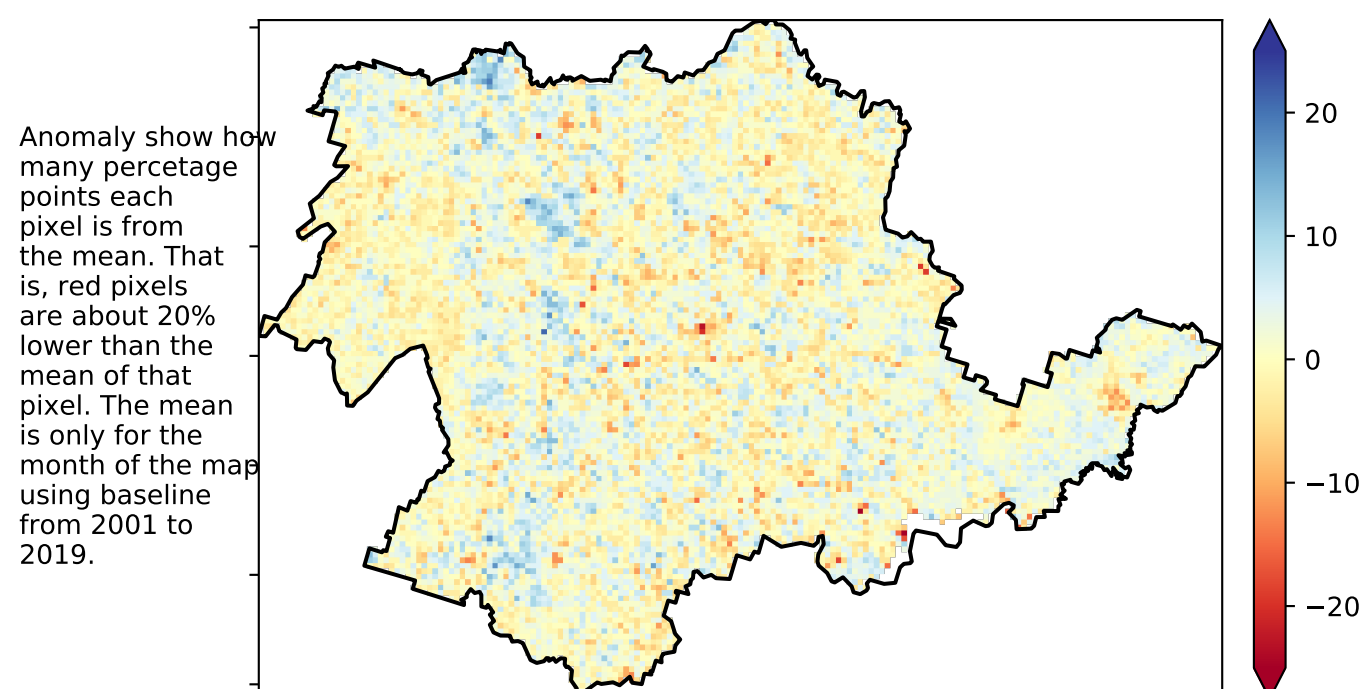 Anomaly show how
many percetage
points each
pixel is from
the mean. That
is, red pixels
are about 20%
lower than the
mean of that
pixel. The mean
is only for the
month of the map
using baseline
from 2001 to
2019.
20
10
0
−10
−20